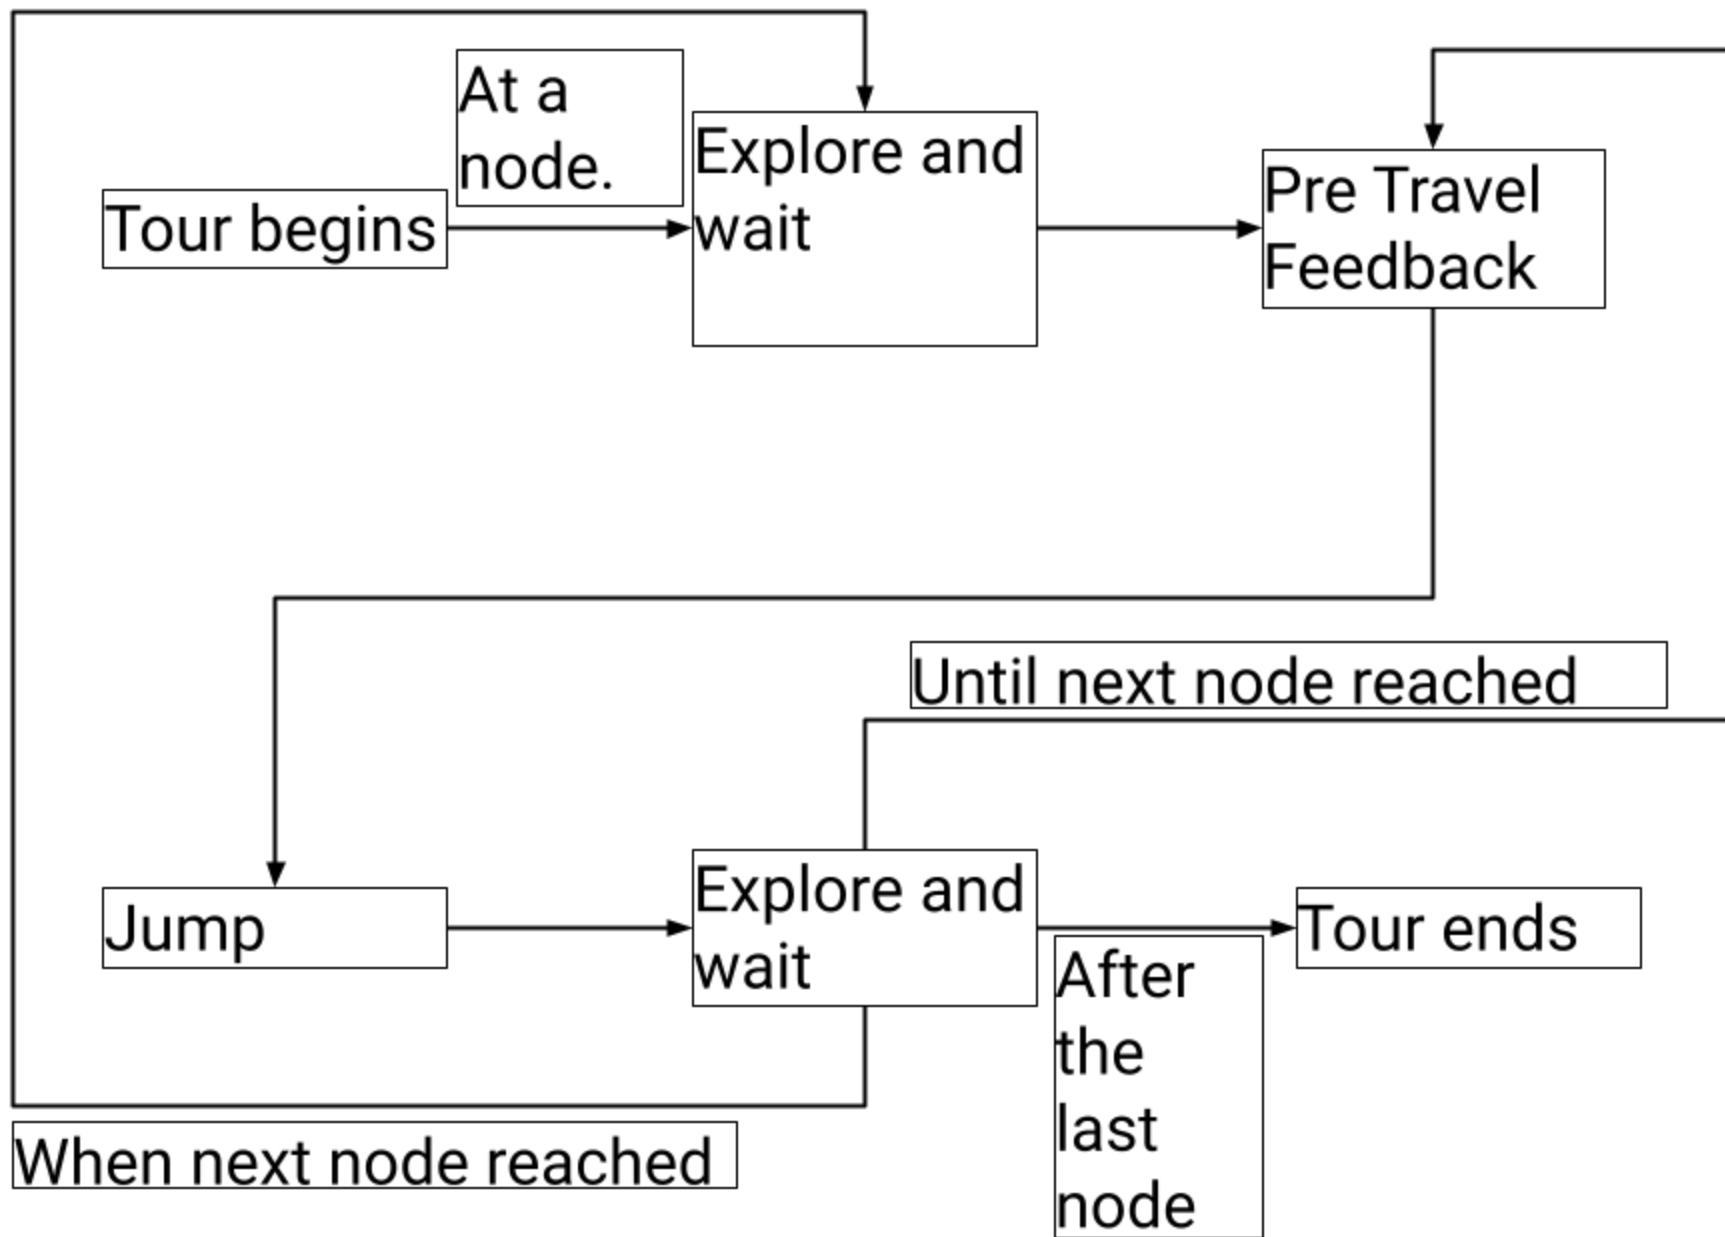 At a
node.
Explore and
wait
Tour begins
Pre Travel
Feedback
Until next node reached
Jump
Explore and
wait
Tour ends
After
the
last
node
When next node reached